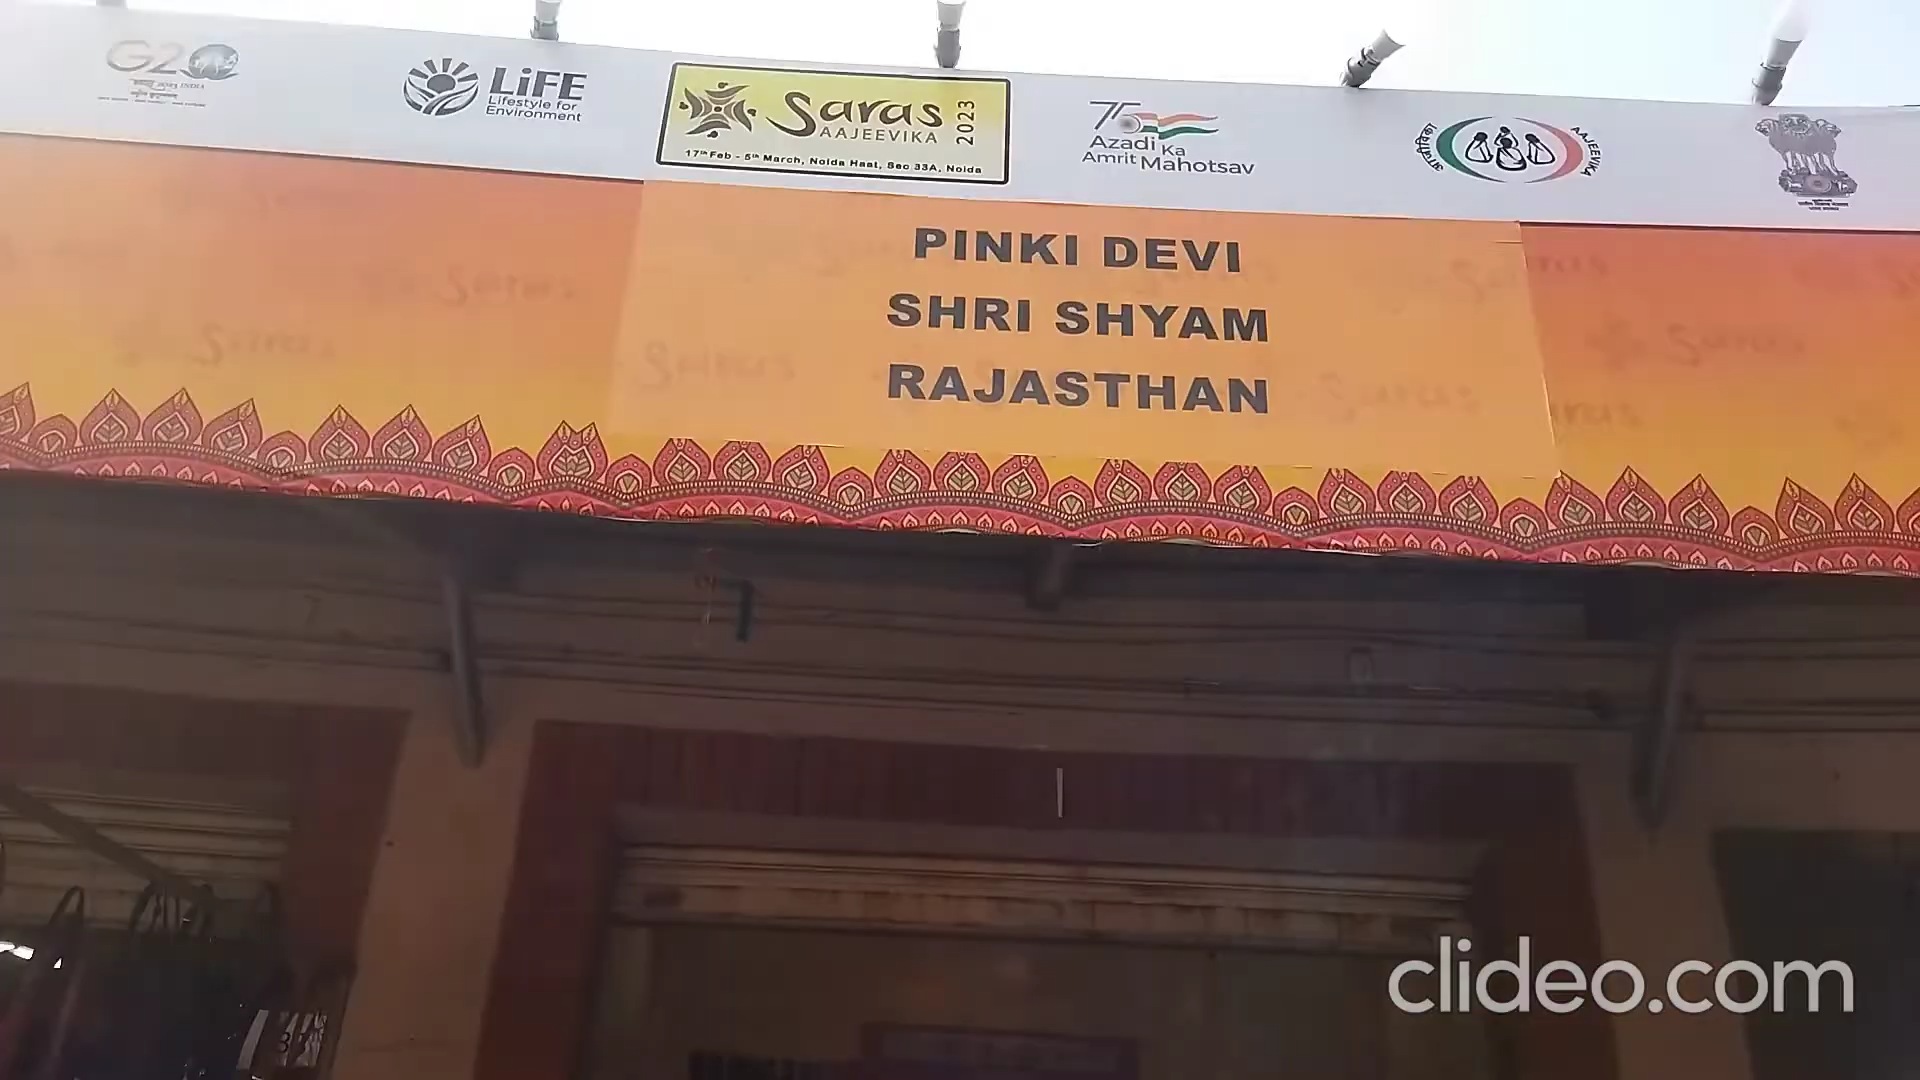 G20
LiFE
Lifestyle for
Environment
Saras
AAJEEVIKA
2023
17th Feb - 5th March, Noida Haat, Sec 33A, Noida
75
Azadi Ka
Amrit Mahotsav
आजीविका
AAJEEVIKA
PINKI DEVI
SHRI SHYAM
RAJASTHAN
clideo.com